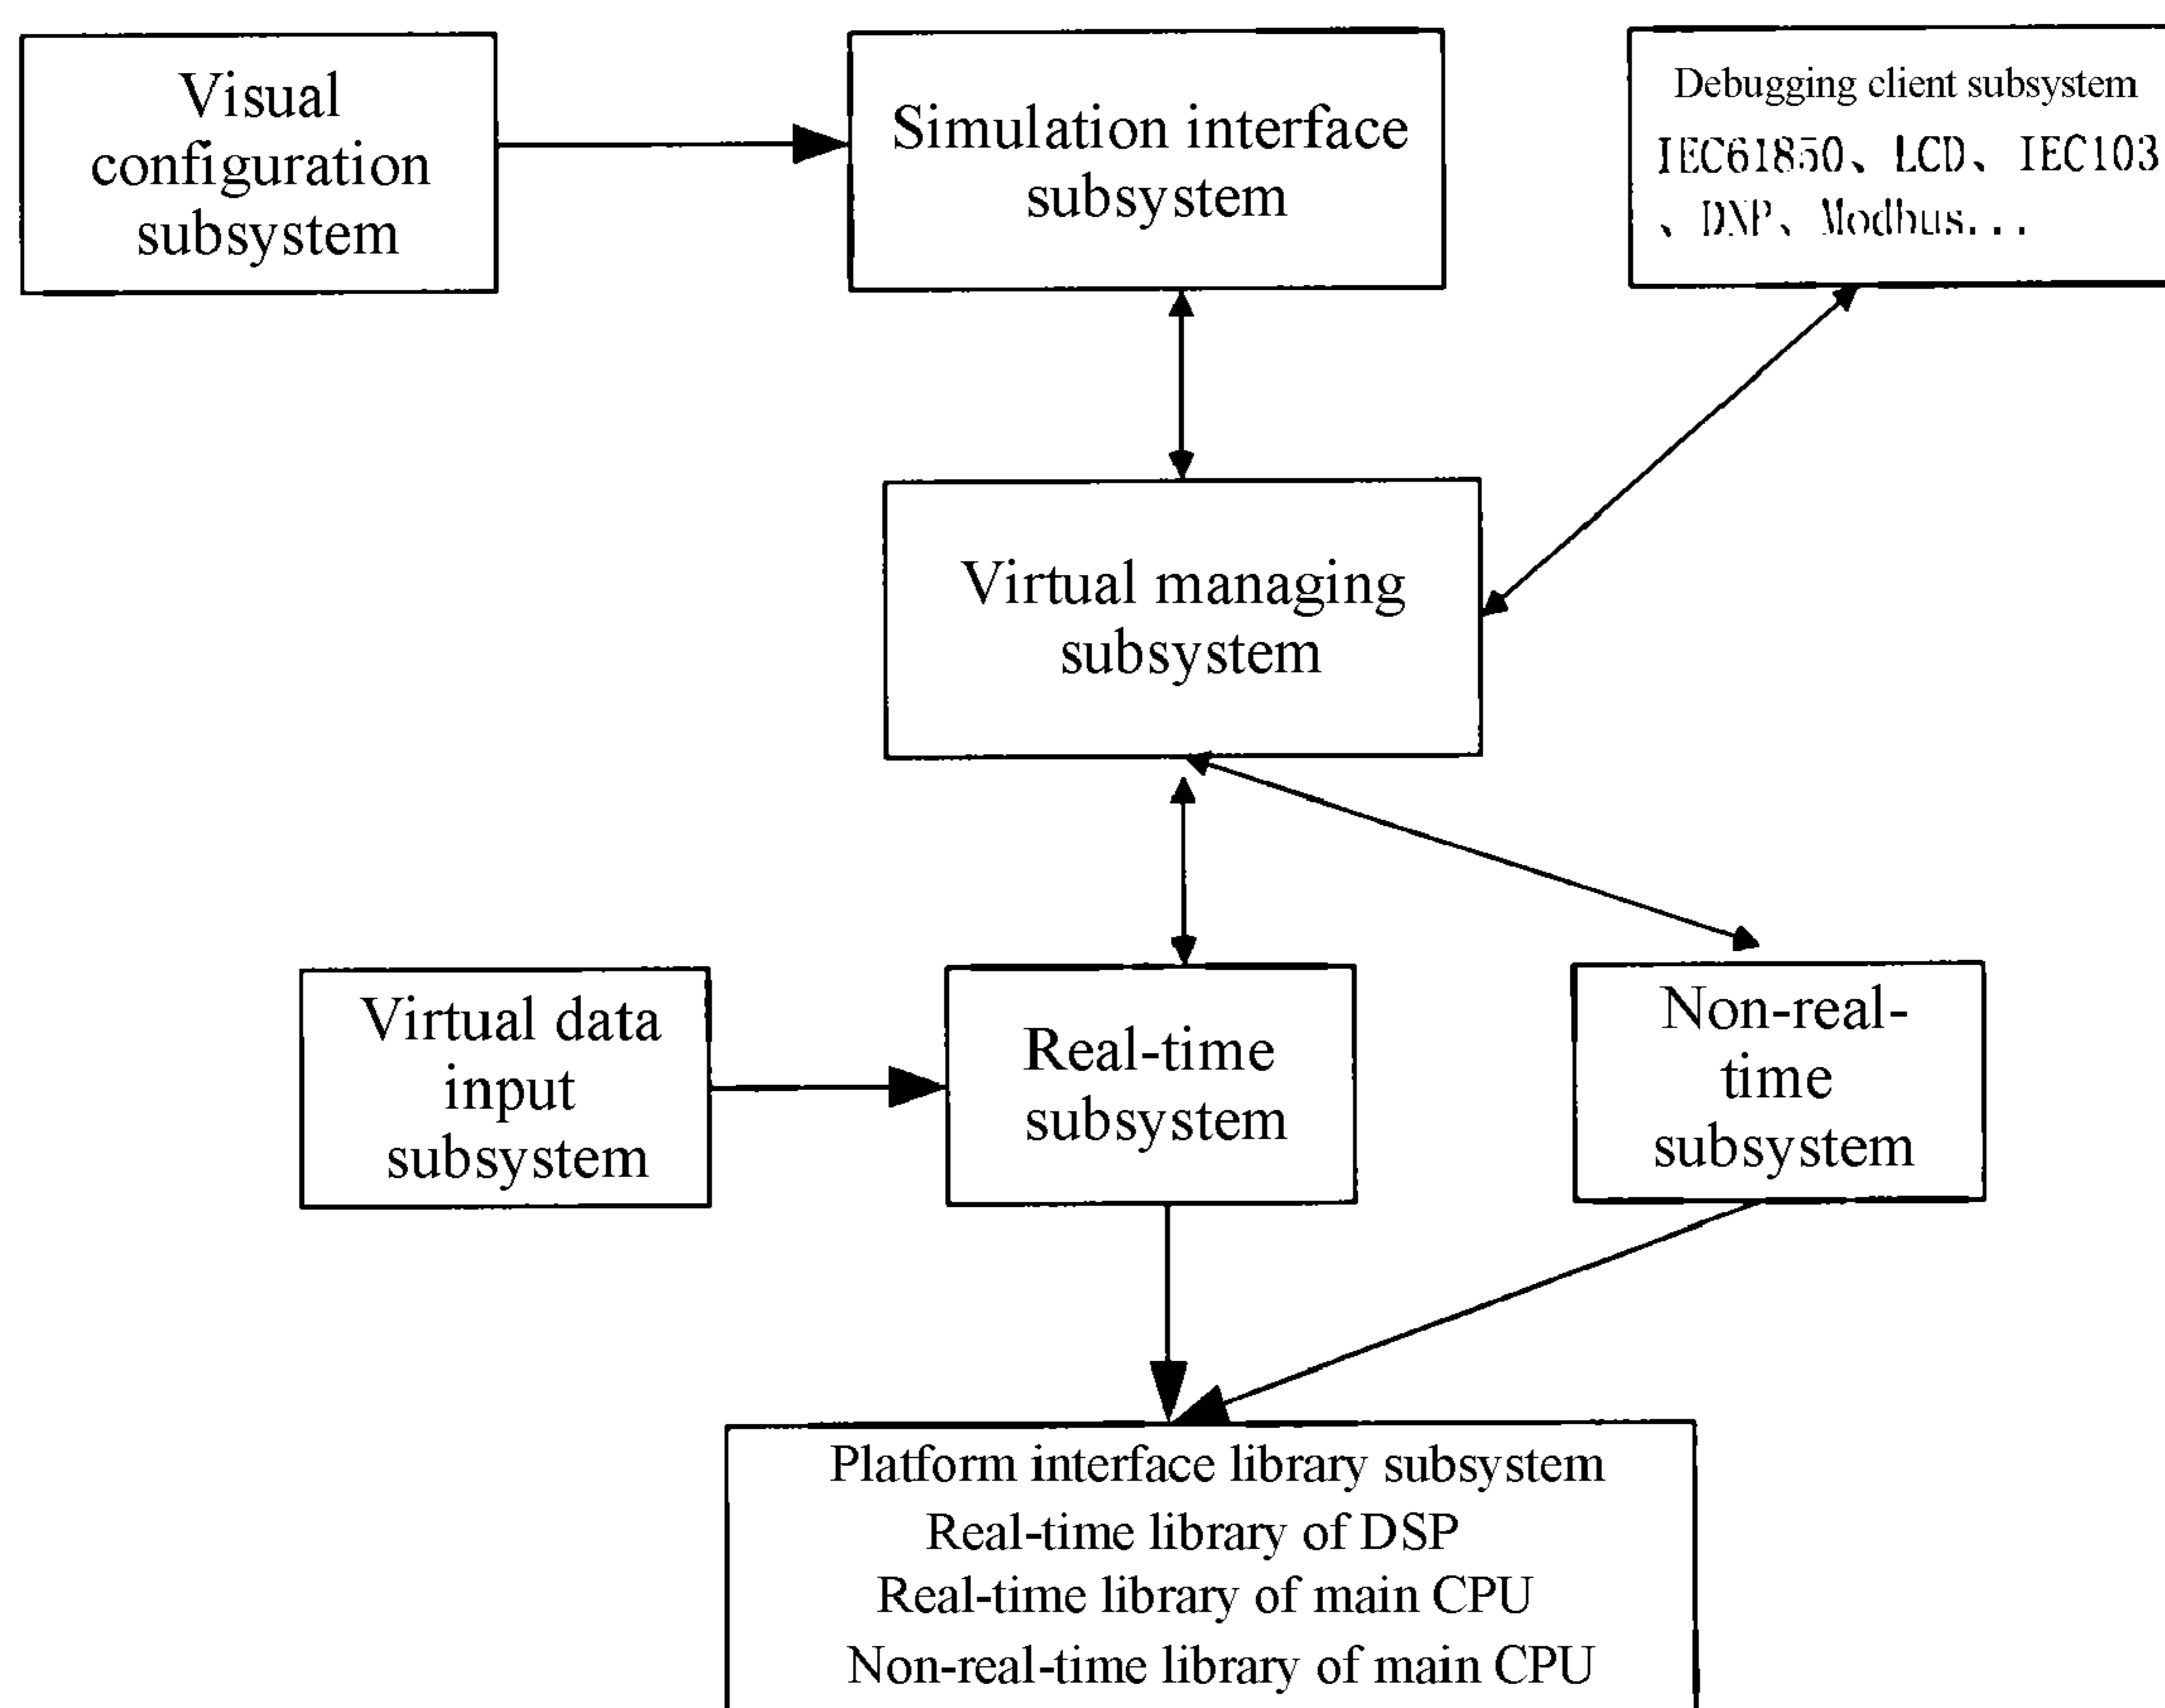 Visual
configuration
subsystem
Simulation interface
subsystem
Debugging client subsystem
IEC61850、LCD、IEC103
、DNP、Modbus...
Virtual managing
subsystem
Virtual data
input
subsystem
Real-time
subsystem
Non-real-
time
subsystem
Platform interface library subsystem
Real-time library of DSP
Real-time library of main CPU
Non-real-time library of main CPU